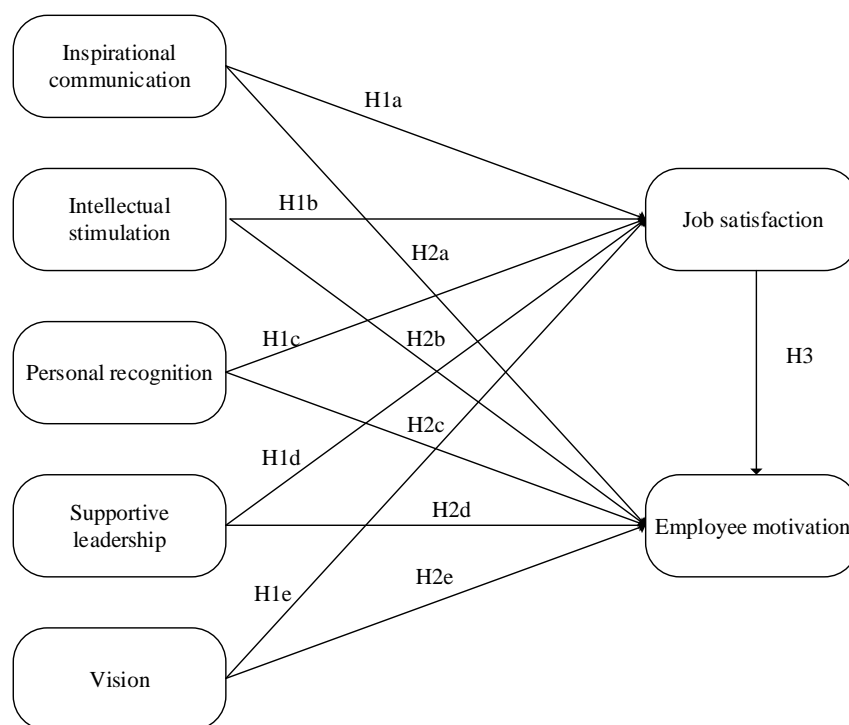 Inspirational
communication
H1a
Intellectual
stimulation
H1b
Job satisfaction
H2a
Personal recognition
H1c
H2b
H3
H2c
Supportive
leadership
H1d
H2d
Employee motivation
H1e
H2e
Vision